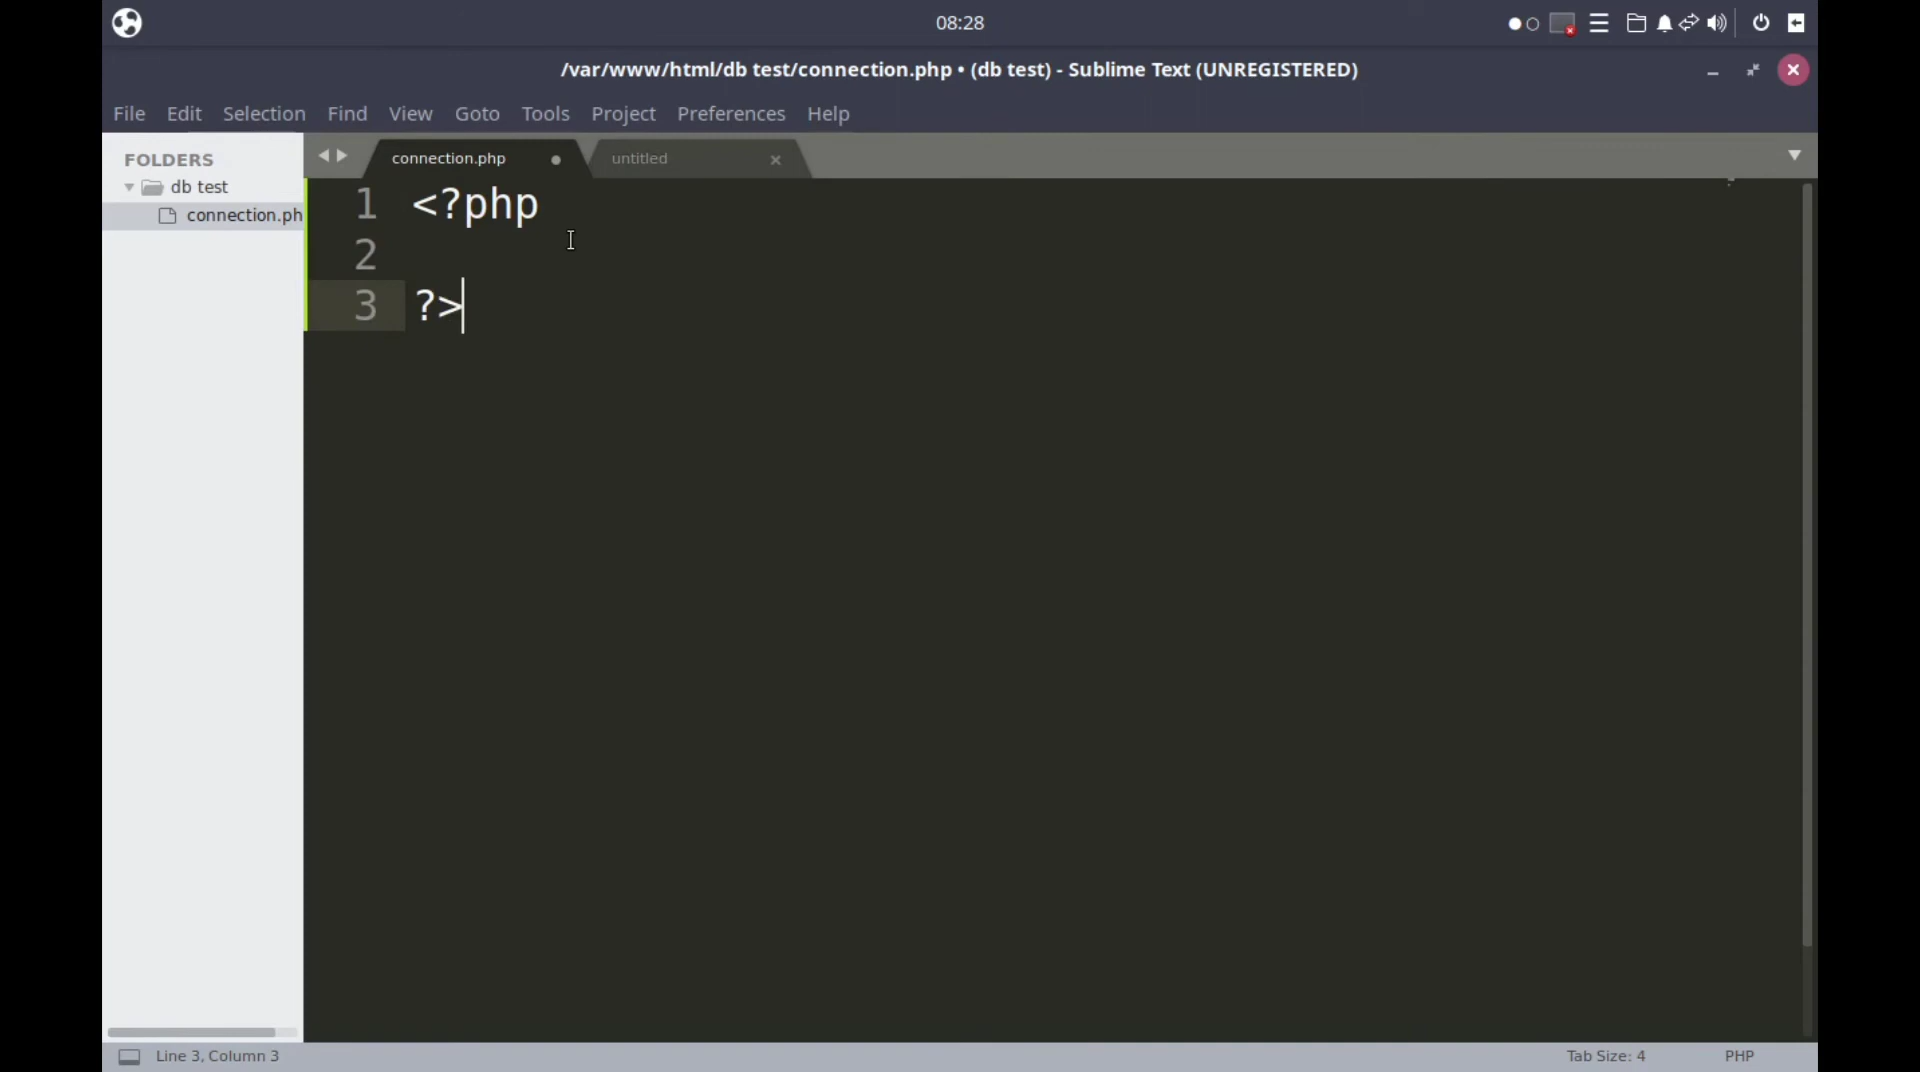 08:28
/var/www/html/db test/connection.php • (db test) - Sublime Text (UNREGISTERED)
File Edit Selection Find View Goto Tools Project Preferences Help
FOLDERS
db test
connection.ph
connection.php
untitled
1 <?php
2
3 ?>
Line 3, Column 3
Tab Size: 4
PHP